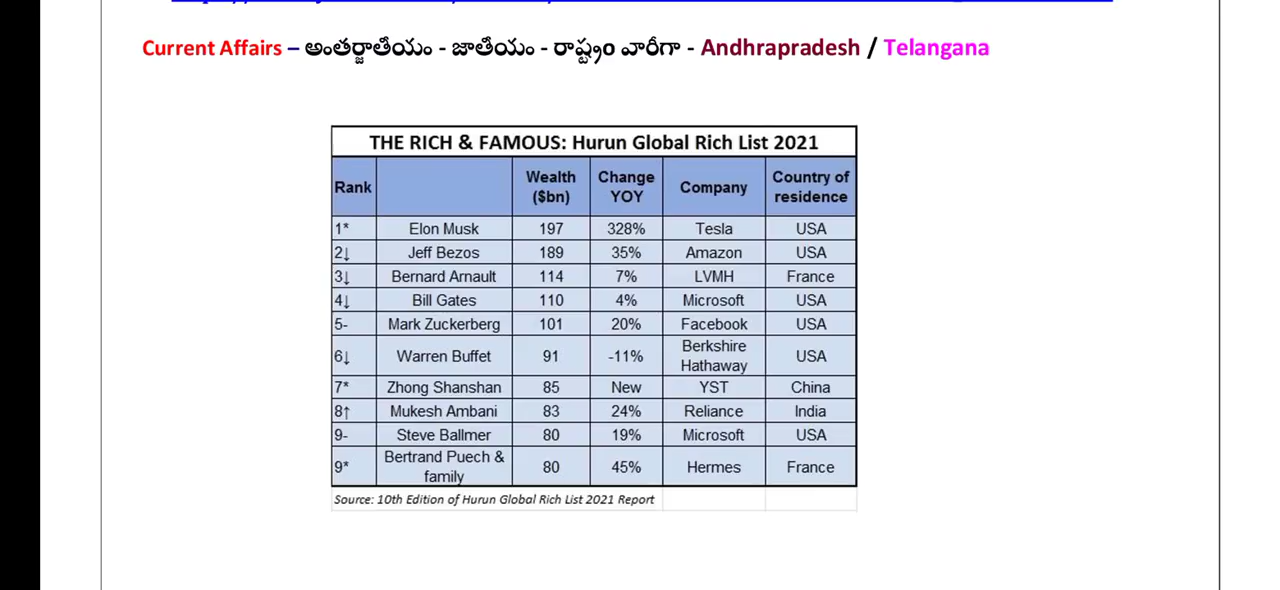 Current Affairs – అంతర్జాతీయం - జాతీయం - రాష్ట్రంo వారీగా - Andhrapradesh / Telangana
THE RICH & FAMOUS: Hurun Global Rich List 2021
Rank Wealth ($bn) Change YOY Company Country of residence
1* Elon Musk 197 328% Tesla USA
2↓ Jeff Bezos 189 35% Amazon USA
3↓ Bernard Arnault 114 7% LVMH France
4↓ Bill Gates 110 4% Microsoft USA
5- Mark Zuckerberg 101 20% Facebook USA
6↓ Warren Buffet 91 -11% Berkshire Hathaway USA
7* Zhong Shanshan 85 New YST China
8↑ Mukesh Ambani 83 24% Reliance India
9- Steve Ballmer 80 19% Microsoft USA
9* Bertrand Puech & family 80 45% Hermes France
Source: 10th Edition of Hurun Global Rich List 2021 Report